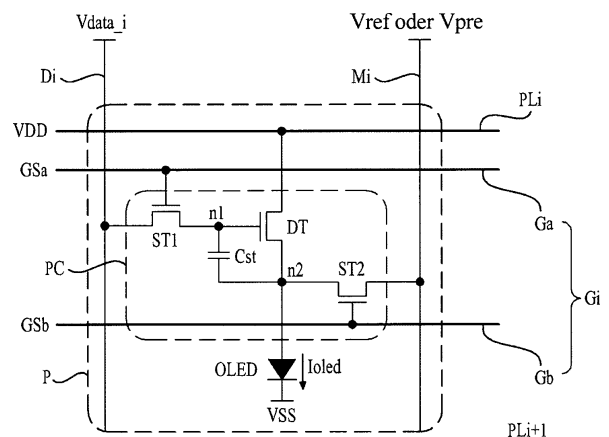 Vdata_i
Vref oder Vpre
Di
Mi
PLi
VDD
GSa
Ga
n1
DT
ST1
Cst
n2
ST2
PC
Gi
GSb
OLED
Ioled
P
Gb
VSS
PLi+1